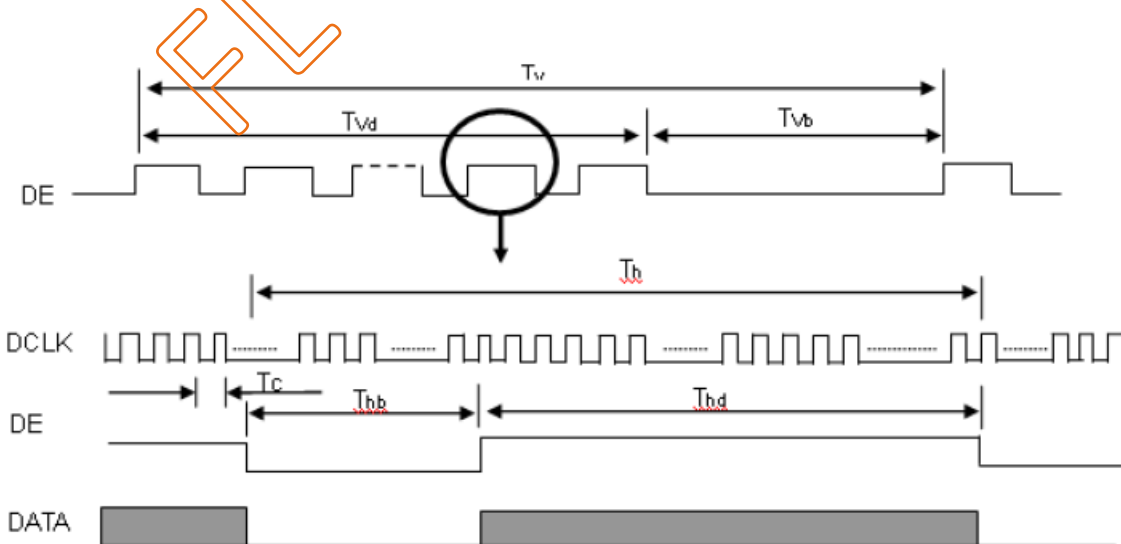 Tv
TVd
TVb
DE
Th
DCLK
Tc
Thb
Thd
DE
DATA